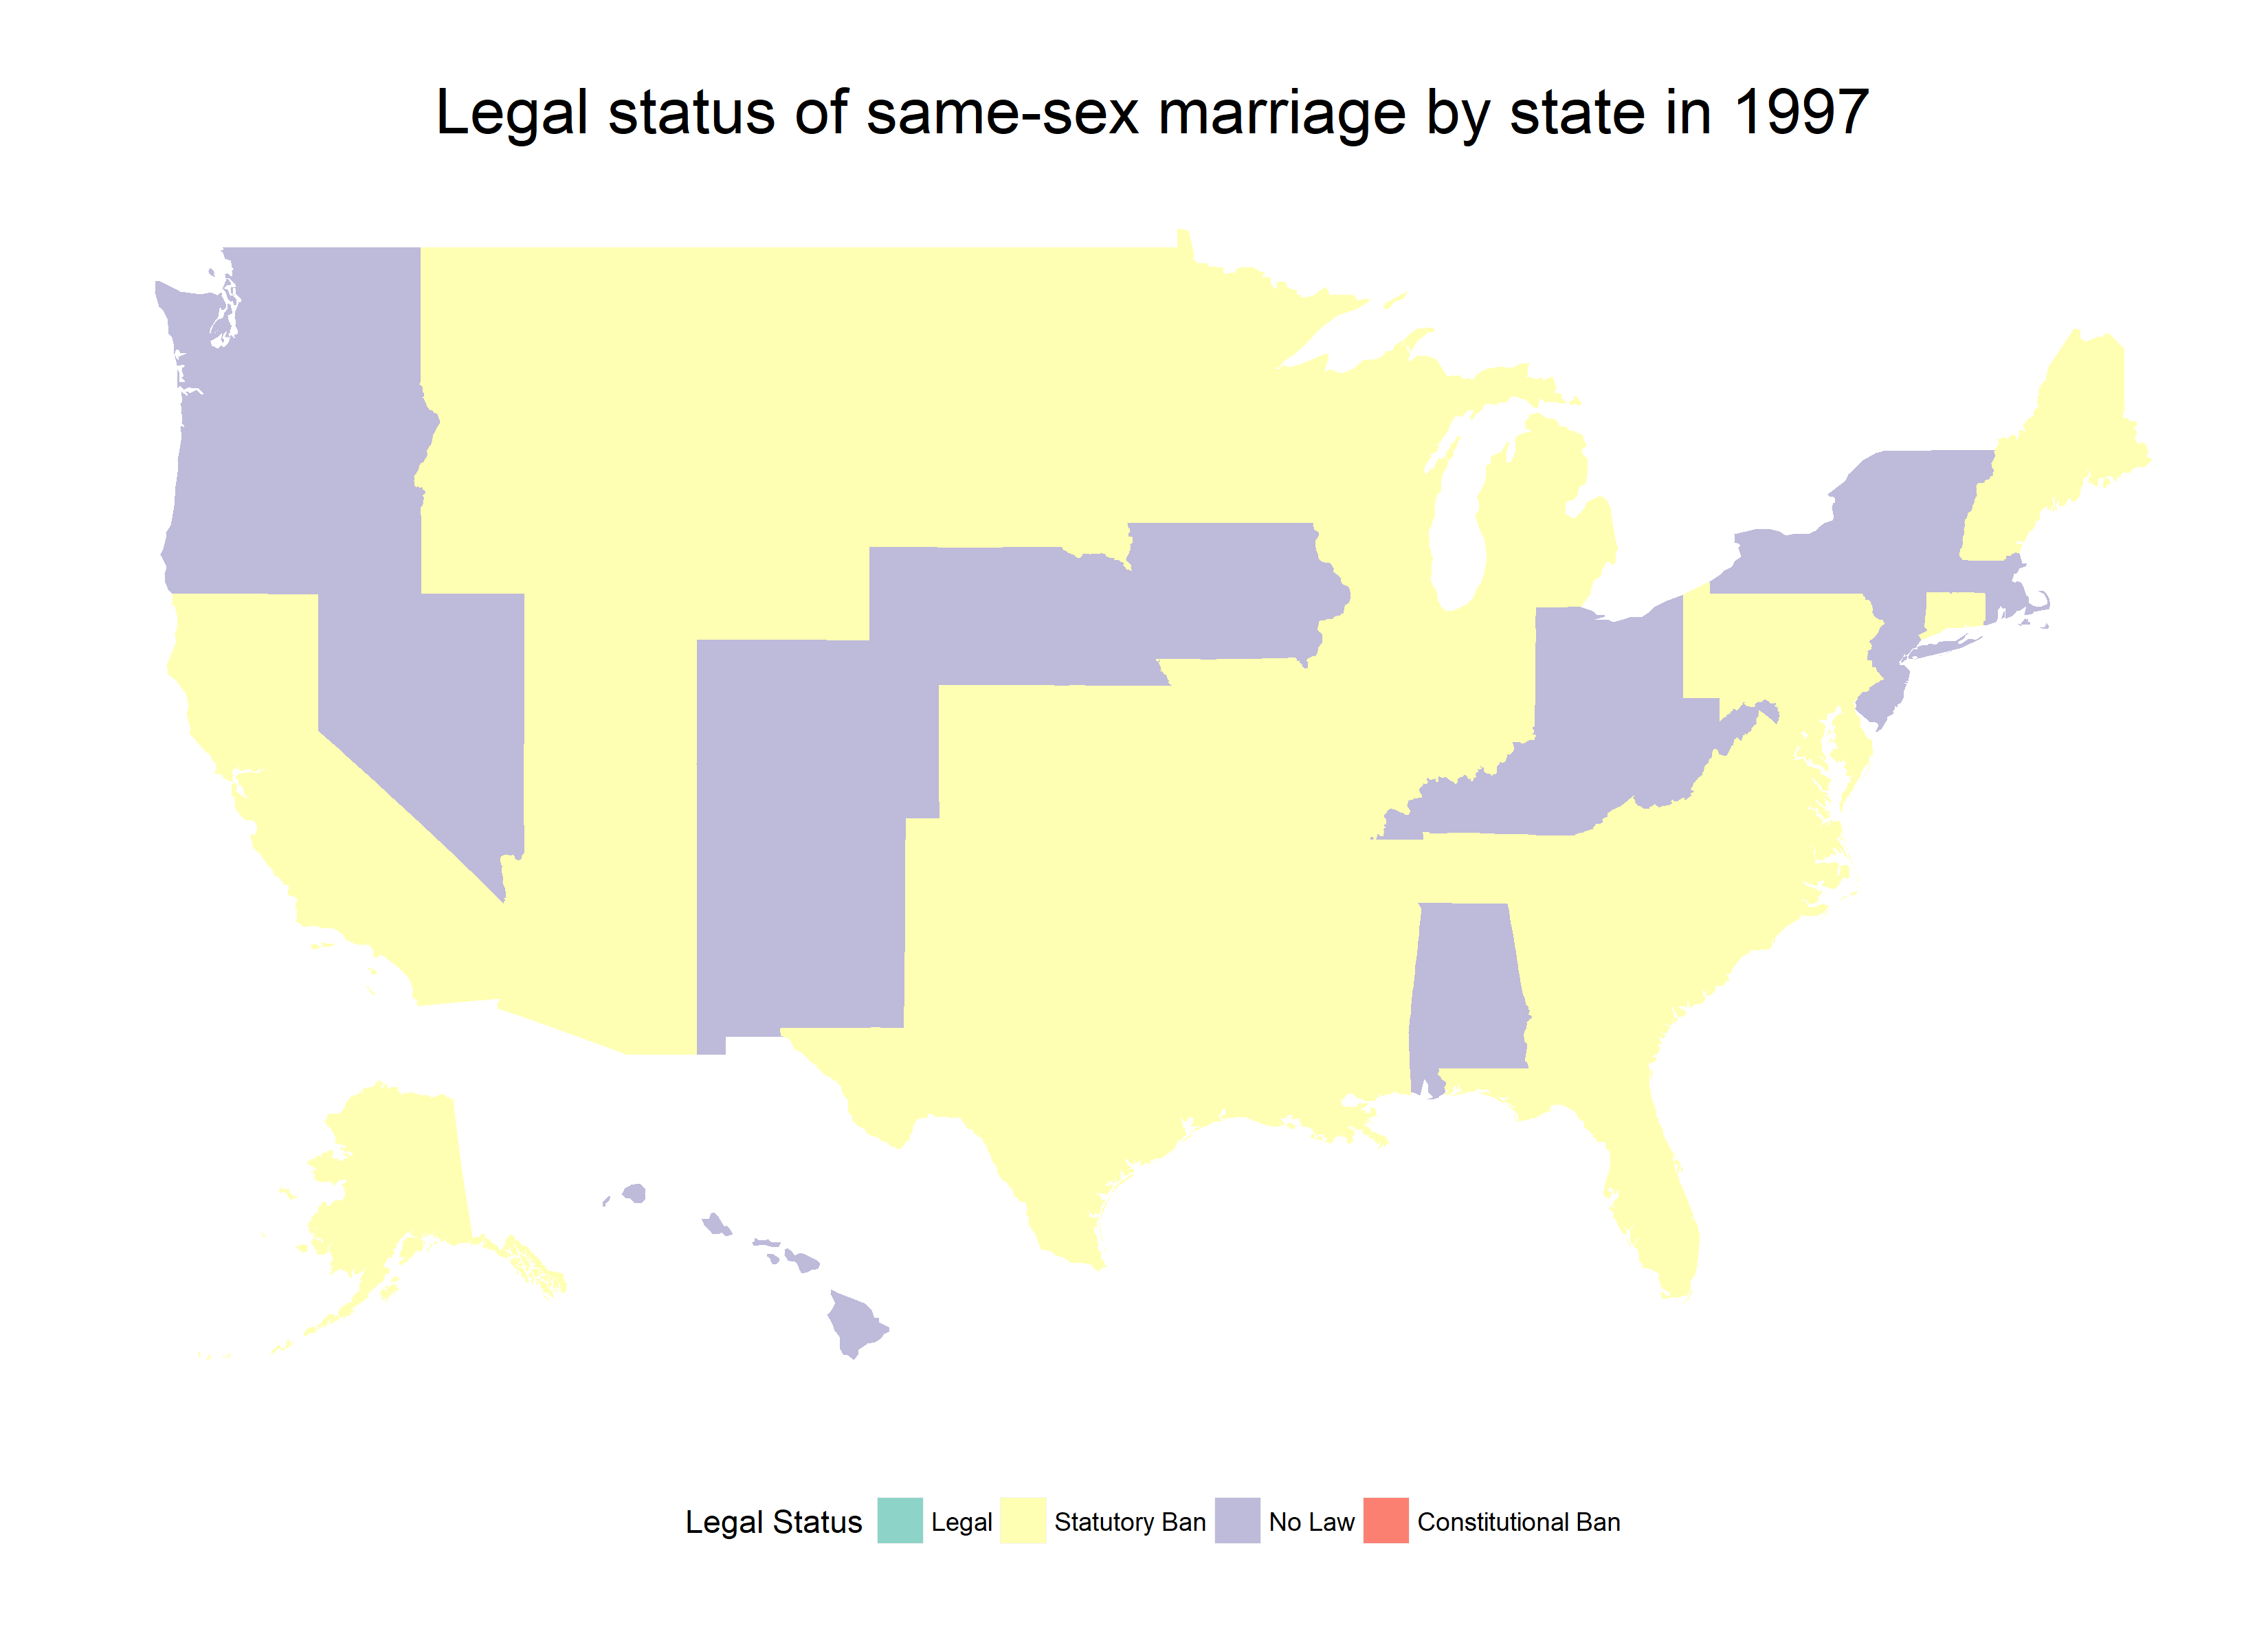 Legal status of same-sex marriage by state in 1997
Legal Status Legal Statutory Ban No Law Constitutional Ban